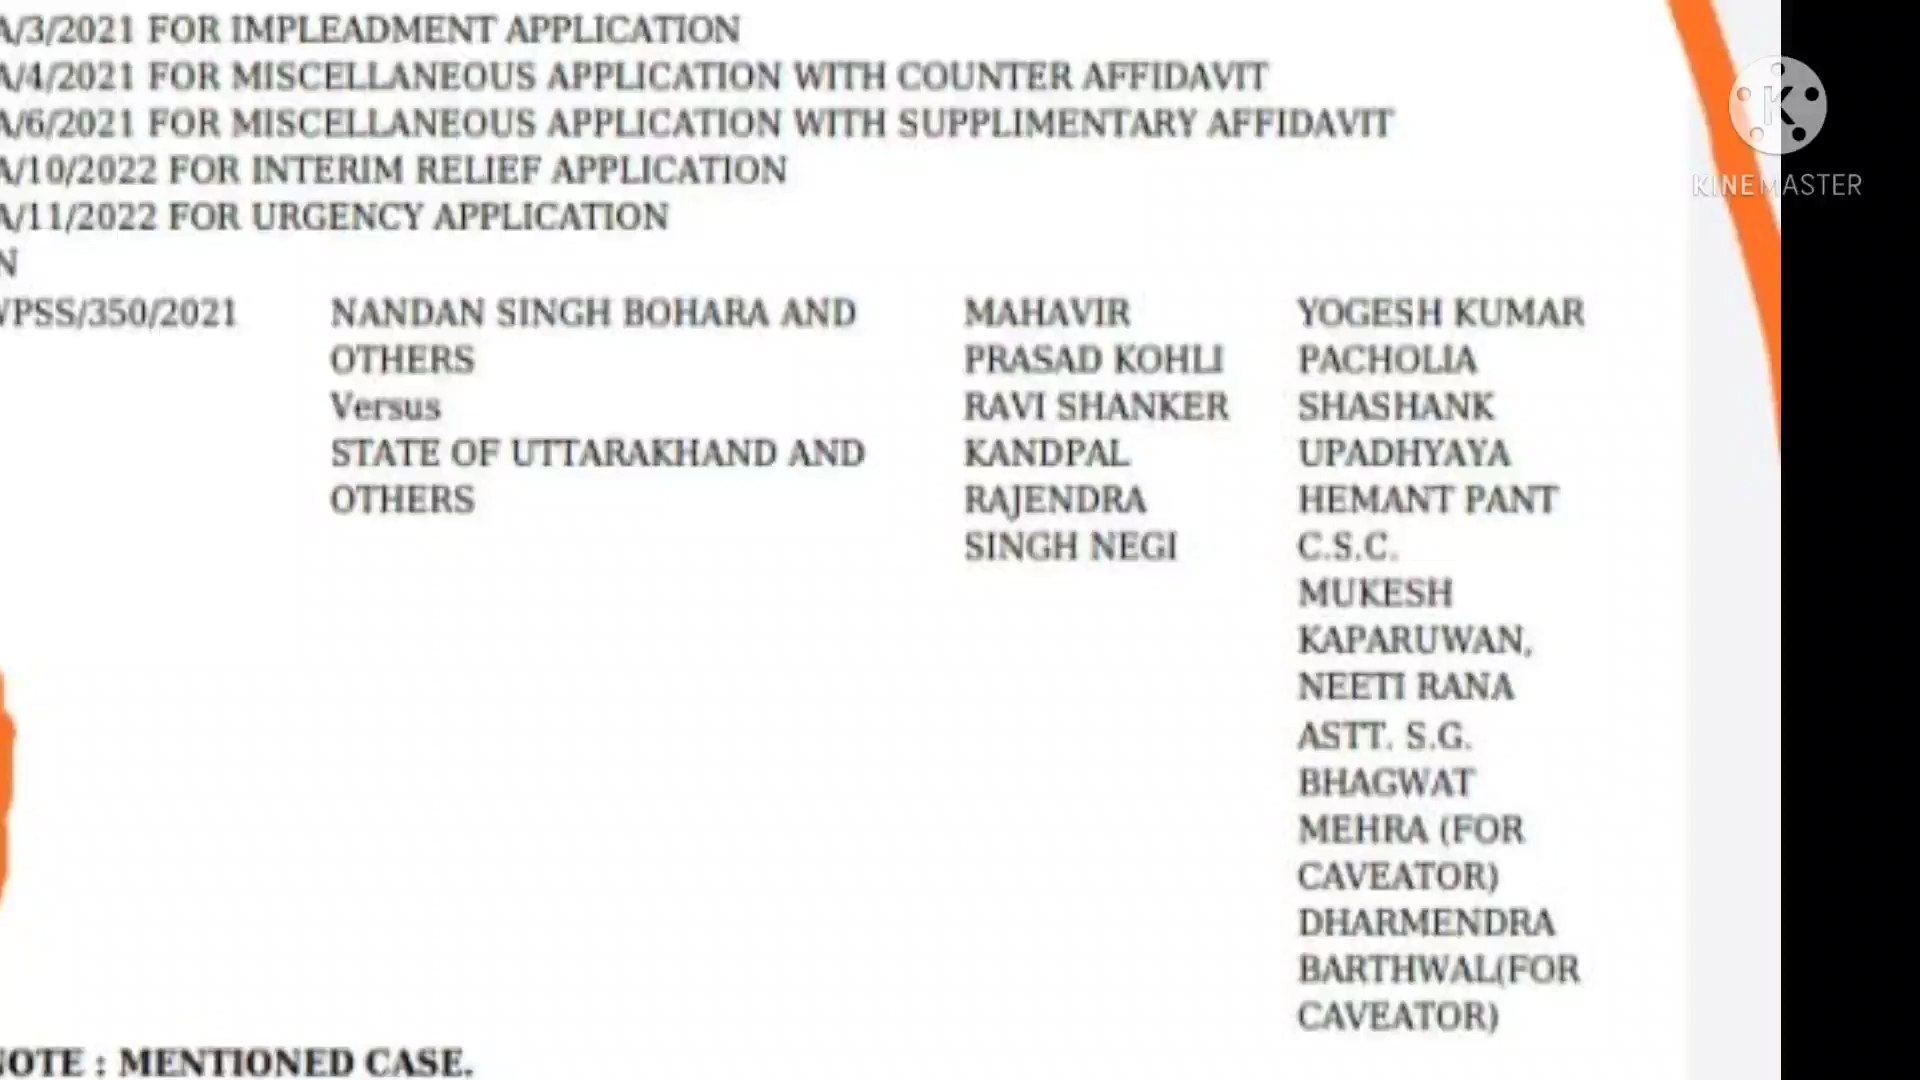 A/3/2021 FOR IMPLEADMENT APPLICATION
A/4/2021 FOR MISCELLANEOUS APPLICATION WITH COUNTER AFFIDAVIT
A/6/2021 FOR MISCELLANEOUS APPLICATION WITH SUPPLIMENTARY AFFIDAVIT
A/10/2022 FOR INTERIM RELIEF APPLICATION
A/11/2022 FOR URGENCY APPLICATION
N
WPSS/350/2021
NANDAN SINGH BOHARA AND
OTHERS
Versus
STATE OF UTTARAKHAND AND
OTHERS
MAHAVIR
PRASAD KOHLI
RAVI SHANKER
KANDPAL
RAJENDRA
SINGH NEGI
YOGESH KUMAR
PACHOLIA
SHASHANK
UPADHYAYA
HEMANT PANT
C.S.C.
MUKESH
KAPARUWAN,
NEETI RANA
ASTT. S.G.
BHAGWAT
MEHRA (FOR
CAVEATOR)
DHARMENDRA
BARTHWAL(FOR
CAVEATOR)
NOTE : MENTIONED CASE.
K
KINEMASTER